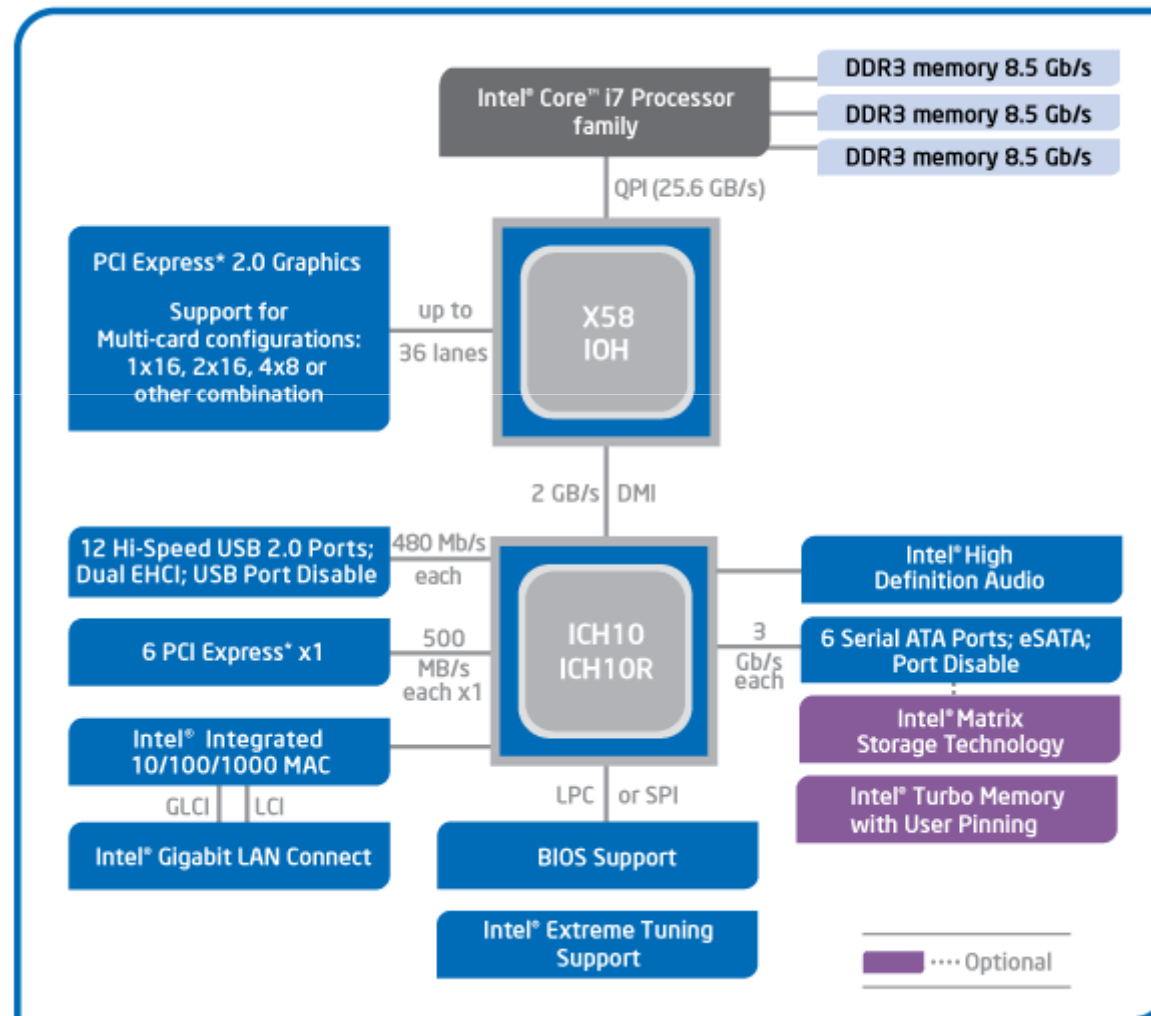 Intel® Core™ i7 Processor
family
DDR3 memory 8.5 Gb/s
DDR3 memory 8.5 Gb/s
DDR3 memory 8.5 Gb/s
QPI (25.6 GB/s)
PCI Express* 2.0 Graphics
Support for
Multi-card configurations:
1x16, 2x16, 4x8 or
other combination
up to
36 lanes
X58
IOH
2 GB/s DMI
12 Hi-Speed USB 2.0 Ports;
Dual EHCI; USB Port Disable
480 Mb/s
each
6 PCI Express* x1
500
MB/s
each x1
Intel® Integrated
10/100/1000 MAC
GLCI LCI
Intel® Gigabit LAN Connect
ICH10
ICH10R
Intel® High
Definition Audio
3
Gb/s
each
6 Serial ATA Ports; eSATA;
Port Disable
Intel® Matrix
Storage Technology
Intel® Turbo Memory
with User Pinning
LPC or SPI
BIOS Support
Intel® Extreme Tuning
Support
Optional